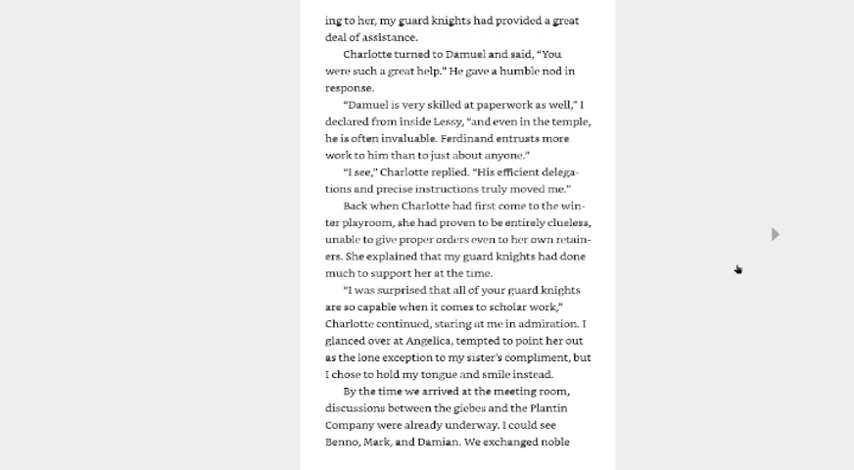 ing to her, my guard knights had provided a great
deal of assistance.
Charlotte turned to Damuel and said, “You
were such a great help.” He gave a humble nod in
response.
“Damuel is very skilled at paperwork as well,” I
declared from inside Lessy, “and even in the temple,
he is often invaluable. Ferdinand entrusts more
work to him than to just about anyone.”
“I see,” Charlotte replied. “His efficient delega-
tions and precise instructions truly moved me.”
Back when Charlotte had first come to the win-
ter playroom, she had proven to be entirely clueless,
unable to give proper orders even to her own retain-
ers. She explained that my guard knights had done
much to support her at the time.
“I was surprised that all of your guard knights
are so capable when it comes to scholar work,”
Charlotte continued, staring at me in admiration. I
glanced over at Angelica, tempted to point her out
as the lone exception to my sister’s compliment, but
I chose to hold my tongue and smile instead.
By the time we arrived at the meeting room,
discussions between the giebes and the Plantin
Company were already underway. I could see
Benno, Mark, and Damian. We exchanged noble